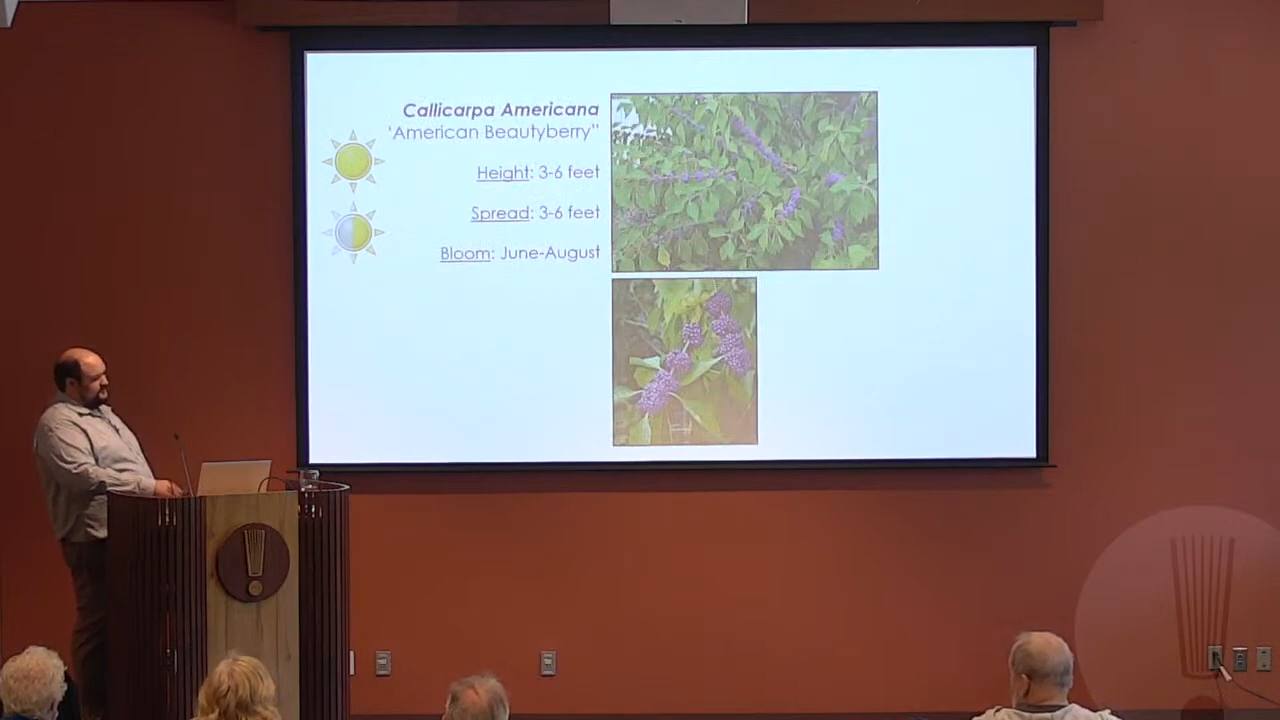 Callicarpa Americana
'American Beautyberry"
Height: 3-6 feet
Spread: 3-6 feet
Bloom: June-August